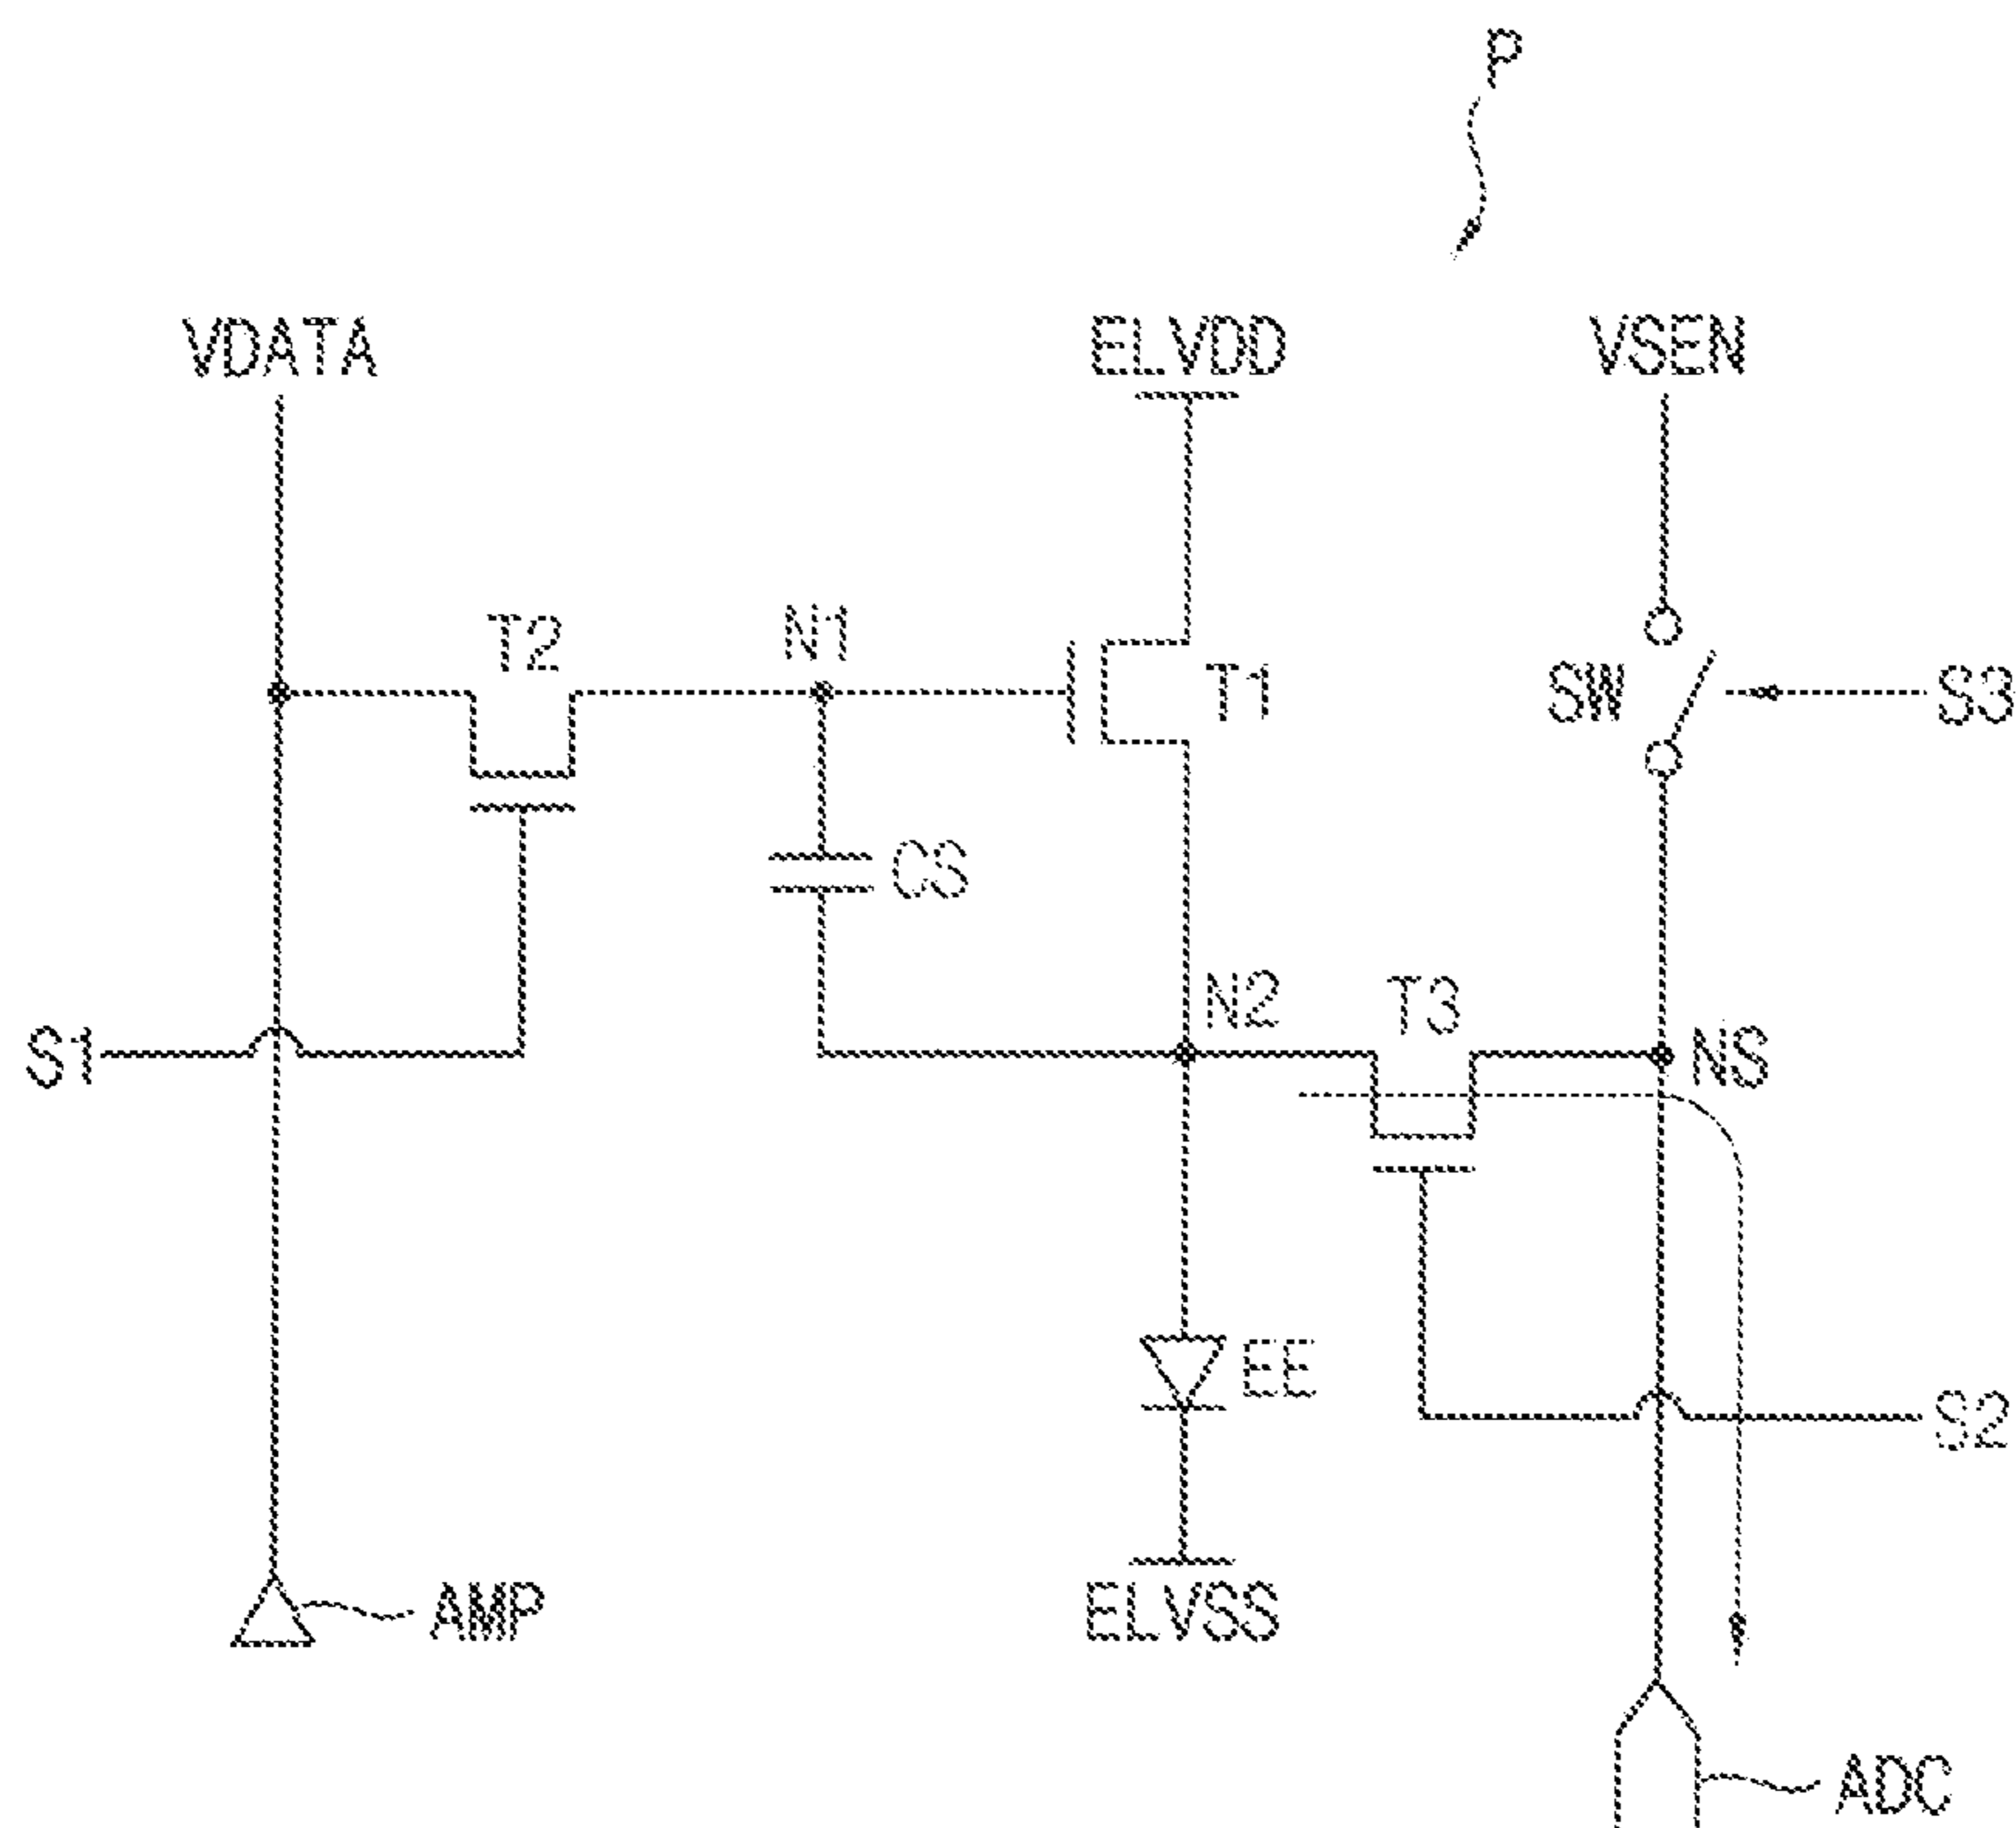 P
VDATA
ELVDD
VSEN
T2
N1
T1
SW
S3
CS
N2
T3
S1
NS
EE
S2
AMP
ELVSS
ADC